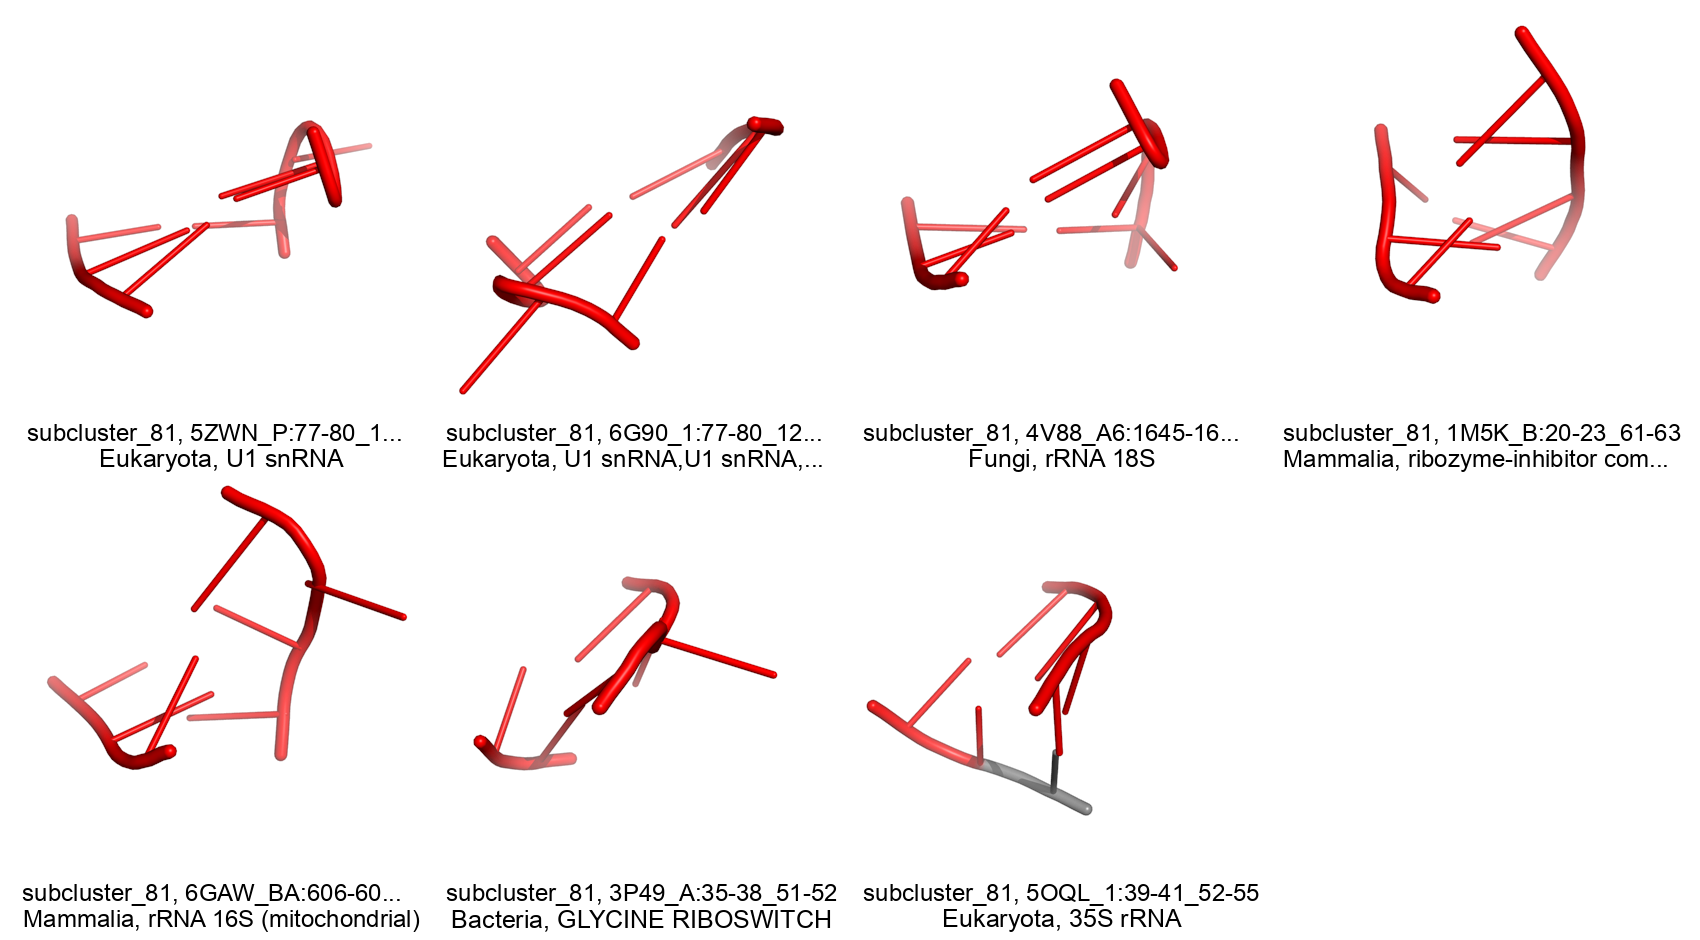 subcluster_81, 5ZWN_P:77-80_1...
Eukaryota, U1 snRNA
subcluster_81, 6G90_1:77-80_12...
Eukaryota, U1 snRNA,U1 snRNA,...
subcluster_81, 4V88_A6:1645-16...
Fungi, rRNA 18S
subcluster_81, 1M5K_B:20-23_61-63
Mammalia, ribozyme-inhibitor com...
subcluster_81, 6GAW_BA:606-60...
Mammalia, rRNA 16S (mitochondrial)
subcluster_81, 3P49_A:35-38_51-52
Bacteria, GLYCINE RIBOSWITCH
subcluster_81, 5OQL_1:39-41_52-55
Eukaryota, 35S rRNA